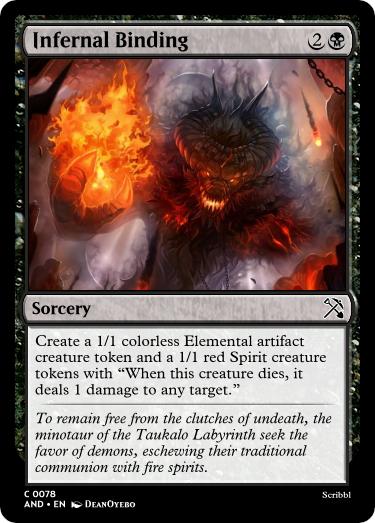 Infernal Binding 2
Sorcery
Create a 1/1 colorless Elemental artifact
creature token and a 1/1 red Spirit creature
tokens with “When this creature dies, it
deals 1 damage to any target.”
To remain free from the clutches of undeath, the
minotaur of the Taukalo Labyrinth seek the
favor of demons, eschewing their traditional
communion with fire spirits.
C 0078 Scribbl
AND • EN DeanOyebo